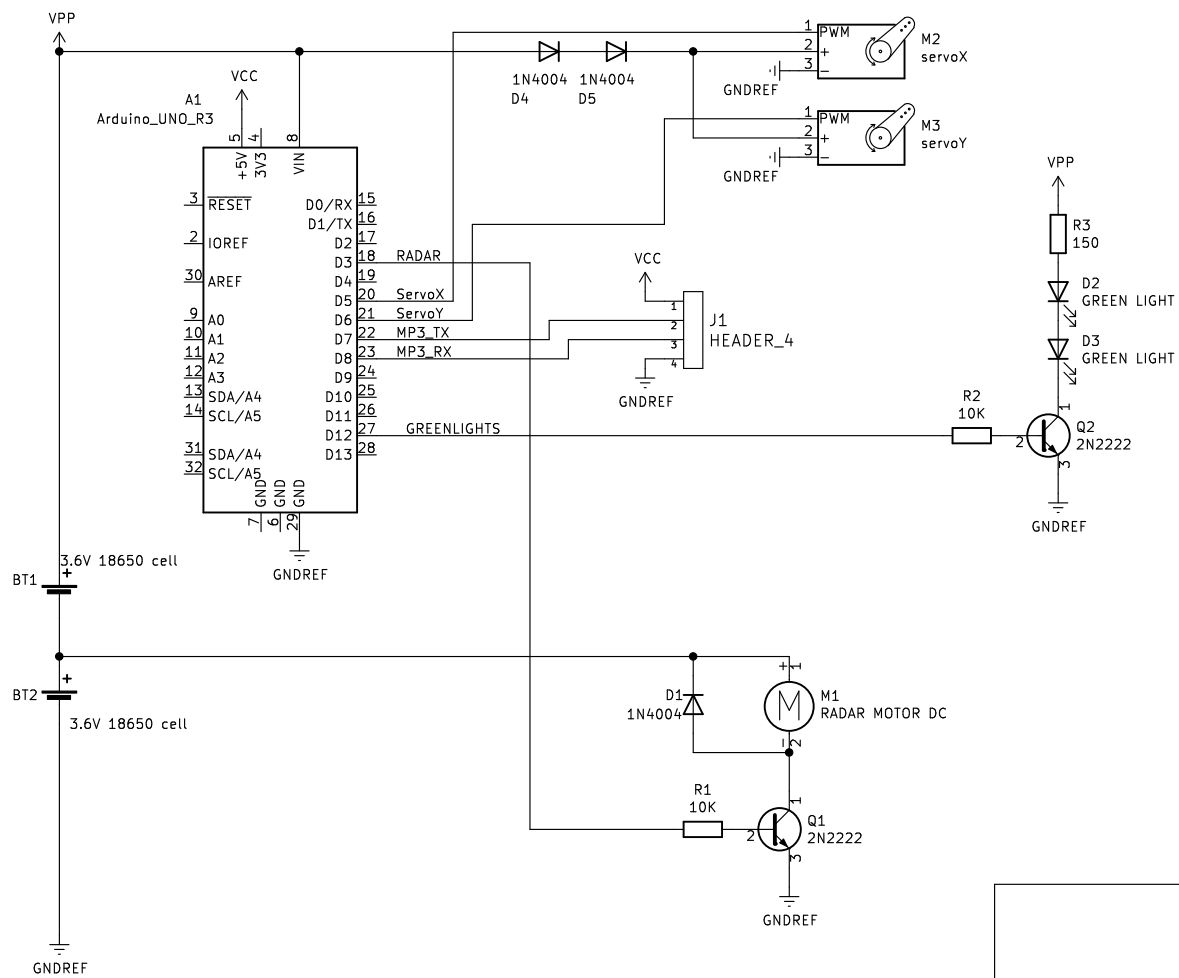 VPP
1 PWM
2 +
3 -
M2
servoX
GNDREF
1N4004
D4
1N4004
D5
VCC
A1
Arduino_UNO_R3
1 PWM
2 +
3 -
M3
servoY
GNDREF
5 4 8
+5V 3V3 VIN
3 RESET
2 IOREF
30 AREF
9 A0
10 A1
11 A2
12 A3
13 SDA/A4
14 SCL/A5
31 SDA/A4
32 SCL/A5
D0/RX 15
D1/TX 16
D2 17
D3 18 RADAR
D4 19
D5 20 ServoX
D6 21 ServoY
D7 22 MP3_TX
D8 23 MP3_RX
D9 24
D10 25
D11 26
D12 27 GREENLIGHTS
D13 28
GND GND GND
7 6 29
GNDREF
VCC
1
2
3
4
J1
HEADER_4
GNDREF
VPP
R3
150
D2
GREEN LIGHT
D3
GREEN LIGHT
R2
10K
1
2
3
Q2
2N2222
GNDREF
3.6V 18650 cell
+
BT1
+
BT2
3.6V 18650 cell
GNDREF
D1
1N4004
+ 1
M
M1
RADAR MOTOR DC
- 2
R1
10K
1
2
3
Q1
2N2222
GNDREF